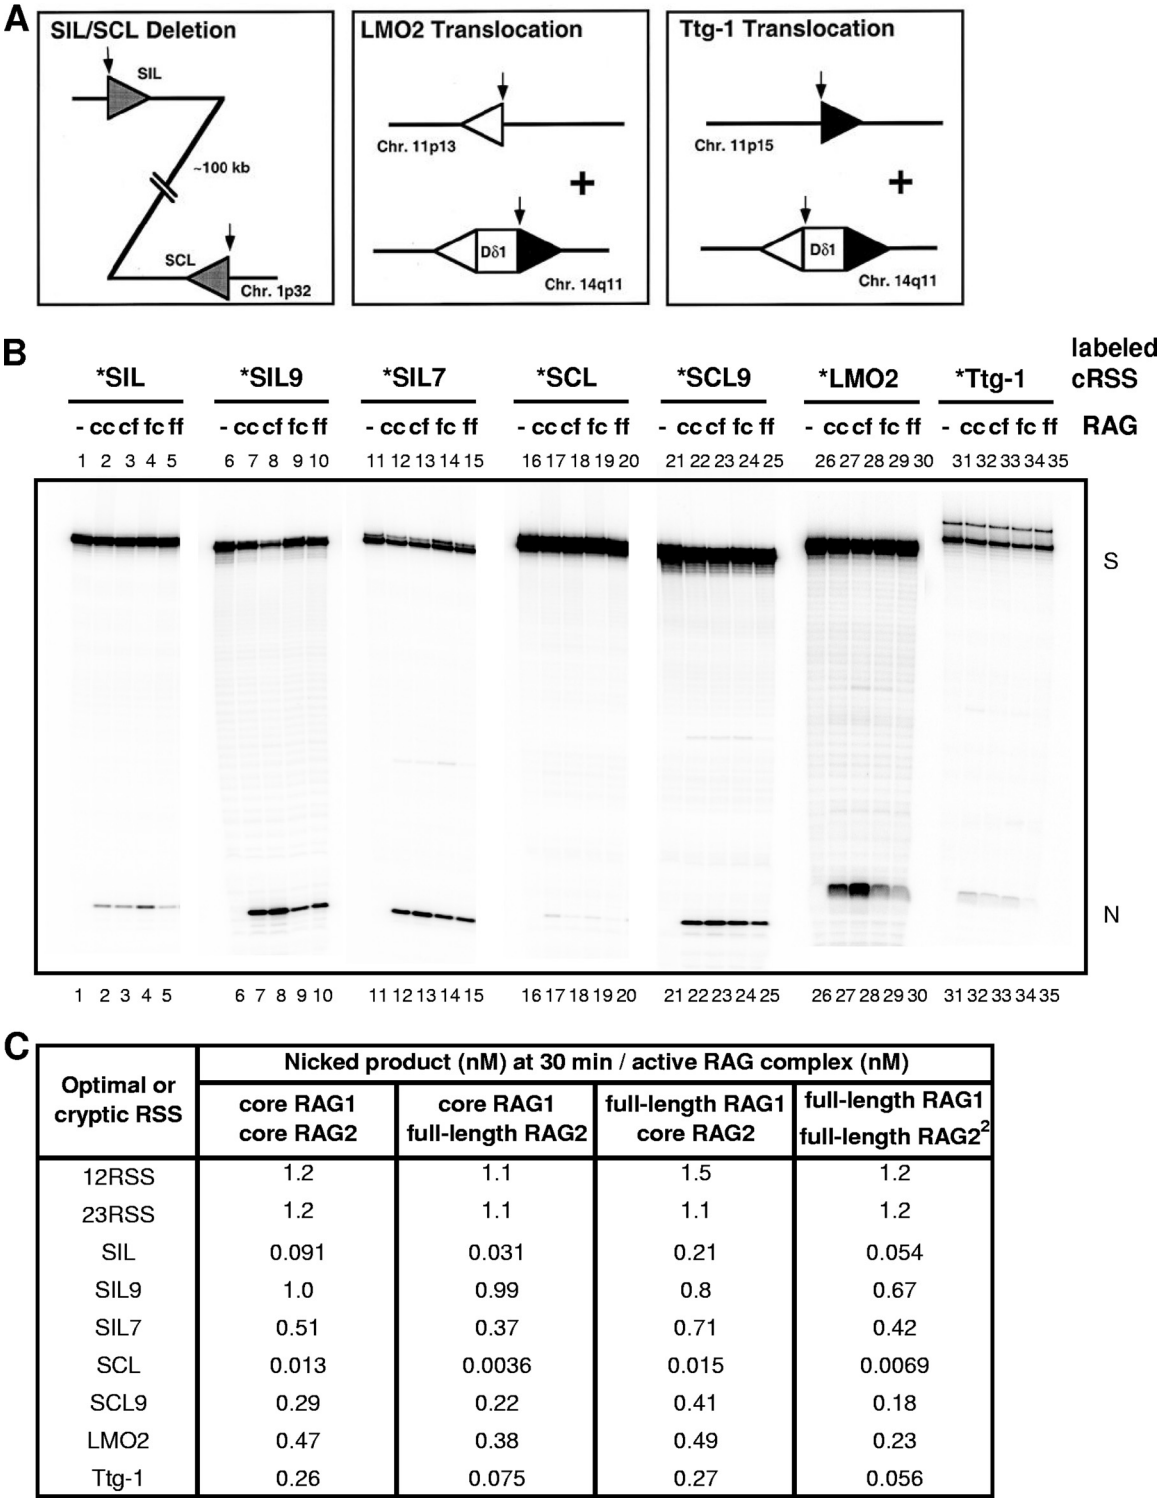 A
SIL/SCL Deletion
SIL
~100 kb
SCL
Chr. 1p32
LMO2 Translocation
Chr. 11p13
+
Dδ1
Chr. 14q11
Ttg-1 Translocation
Chr. 11p15
+
Dδ1
Chr. 14q11
B
labeled
*SIL *SIL9 *SIL7 *SCL *SCL9 *LMO2 *Ttg-1 cRSS
- cc cf fc ff - cc cf fc ff - cc cf fc ff - cc cf fc ff - cc cf fc ff - cc cf fc ff - cc cf fc ff RAG
1 2 3 4 5 6 7 8 9 10 11 12 13 14 15 16 17 18 19 20 21 22 23 24 25 26 27 28 29 30 31 32 33 34 35
S
N
1 2 3 4 5 6 7 8 9 10 11 12 13 14 15 16 17 18 19 20 21 22 23 24 25 26 27 28 29 30 31 32 33 34 35
C
Optimal or
cryptic RSS
Nicked product (nM) at 30 min / active RAG complex (nM)
core RAG1
core RAG2
core RAG1
full-length RAG2
full-length RAG1
core RAG2
full-length RAG1
full-length RAG2²
12RSS 1.2 1.1 1.5 1.2
23RSS 1.2 1.1 1.1 1.2
SIL 0.091 0.031 0.21 0.054
SIL9 1.0 0.99 0.8 0.67
SIL7 0.51 0.37 0.71 0.42
SCL 0.013 0.0036 0.015 0.0069
SCL9 0.29 0.22 0.41 0.18
LMO2 0.47 0.38 0.49 0.23
Ttg-1 0.26 0.075 0.27 0.056